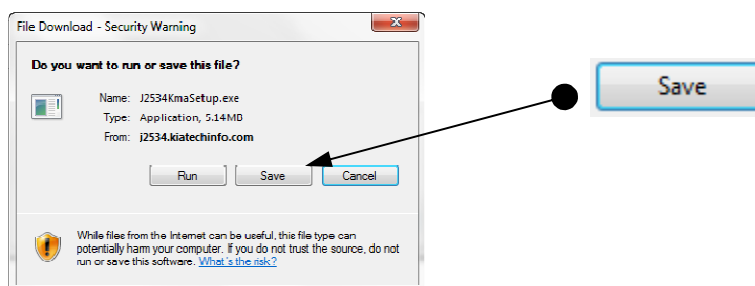 File Download - Security Warning
x
Do you want to run or save this file?
Name: J2534KmaSetup.exe
Type: Application, 5.14MB
From: j2534.kiatechinfo.com
Run Save Cancel
While files from the Internet can be useful, this file type can
potentially harm your computer. If you do not trust the source, do not
run or save this software. What's the risk?
Save